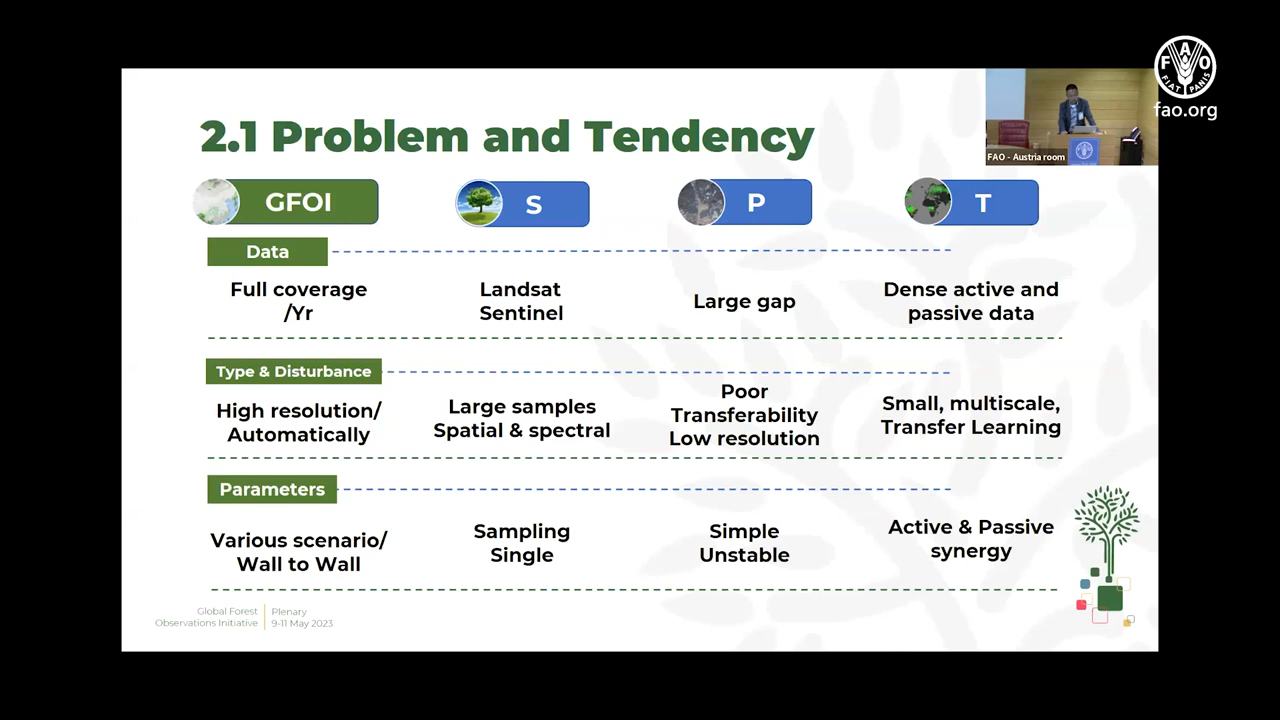 FAO
FIAT PANIS
fao.org
2.1 Problem and Tendency
FAO - Austria room
GFOI
S
P
T
Data
Full coverage
/Yr
Landsat
Sentinel
Large gap
Dense active and
passive data
Type & Disturbance
High resolution/
Automatically
Large samples
Spatial & spectral
Poor
Transferability
Low resolution
Small, multiscale,
Transfer Learning
Parameters
Various scenario/
Wall to Wall
Sampling
Single
Simple
Unstable
Active & Passive
synergy
Global Forest
Observations Initiative
Plenary
9-11 May 2023